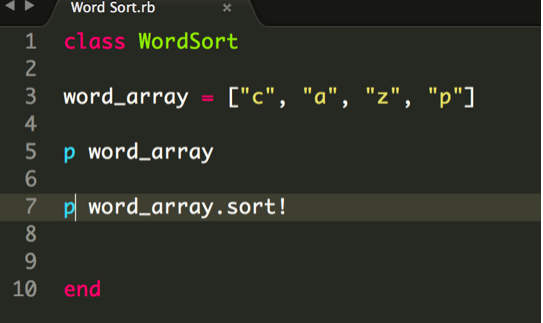 Word Sort.rb ×
1 class WordSort
2
3 word_array = ["c", "a", "z", "p"]
4
5 p word_array
6
7 p word_array.sort!
8
9
10 end